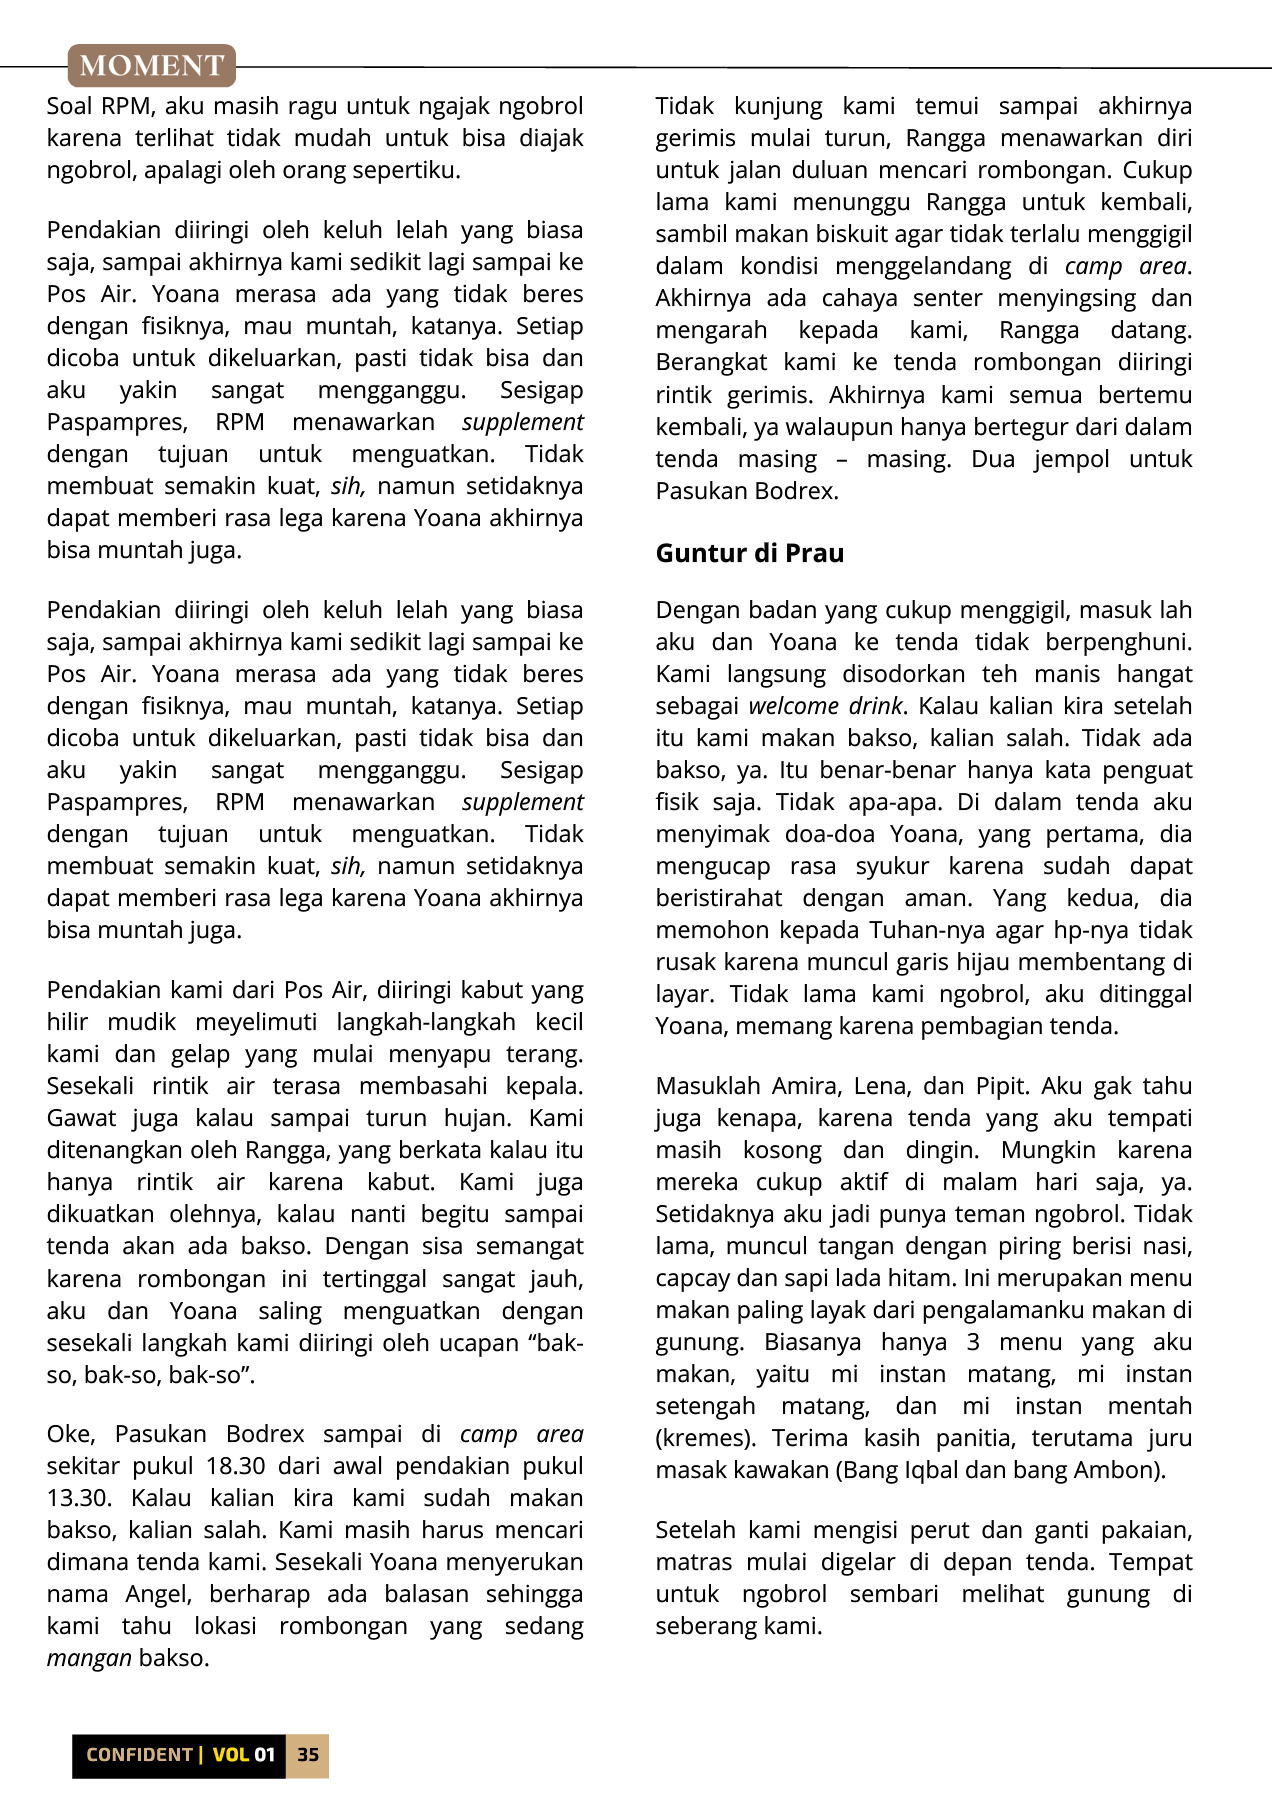 MOMENT
Soal RPM, aku masih ragu untuk ngajak ngobrol
karena terlihat tidak mudah untuk bisa diajak
ngobrol, apalagi oleh orang sepertiku.
Pendakian diiringi oleh keluh lelah yang biasa
saja, sampai akhirnya kami sedikit lagi sampai ke
Pos Air. Yoana merasa ada yang tidak beres
dengan fisiknya, mau muntah, katanya. Setiap
dicoba untuk dikeluarkan, pasti tidak bisa dan
aku yakin sangat mengganggu. Sesigap
Paspampres, RPM menawarkan supplement
dengan tujuan untuk menguatkan. Tidak
membuat semakin kuat, sih, namun setidaknya
dapat memberi rasa lega karena Yoana akhirnya
bisa muntah juga.
Pendakian diiringi oleh keluh lelah yang biasa
saja, sampai akhirnya kami sedikit lagi sampai ke
Pos Air. Yoana merasa ada yang tidak beres
dengan fisiknya, mau muntah, katanya. Setiap
dicoba untuk dikeluarkan, pasti tidak bisa dan
aku yakin sangat mengganggu. Sesigap
Paspampres, RPM menawarkan supplement
dengan tujuan untuk menguatkan. Tidak
membuat semakin kuat, sih, namun setidaknya
dapat memberi rasa lega karena Yoana akhirnya
bisa muntah juga.
Pendakian kami dari Pos Air, diiringi kabut yang
hilir mudik meyelimuti langkah-langkah kecil
kami dan gelap yang mulai menyapu terang.
Sesekali rintik air terasa membasahi kepala.
Gawat juga kalau sampai turun hujan. Kami
ditenangkan oleh Rangga, yang berkata kalau itu
hanya rintik air karena kabut. Kami juga
dikuatkan olehnya, kalau nanti begitu sampai
tenda akan ada bakso. Dengan sisa semangat
karena rombongan ini tertinggal sangat jauh,
aku dan Yoana saling menguatkan dengan
sesekali langkah kami diiringi oleh ucapan “bak-
so, bak-so, bak-so”.
Oke, Pasukan Bodrex sampai di camp area
sekitar pukul 18.30 dari awal pendakian pukul
13.30. Kalau kalian kira kami sudah makan
bakso, kalian salah. Kami masih harus mencari
dimana tenda kami. Sesekali Yoana menyerukan
nama Angel, berharap ada balasan sehingga
kami tahu lokasi rombongan yang sedang
mangan bakso.
Tidak kunjung kami temui sampai akhirnya
gerimis mulai turun, Rangga menawarkan diri
untuk jalan duluan mencari rombongan. Cukup
lama kami menunggu Rangga untuk kembali,
sambil makan biskuit agar tidak terlalu menggigil
dalam kondisi menggelandang di camp area.
Akhirnya ada cahaya senter menyingsing dan
mengarah kepada kami, Rangga datang.
Berangkat kami ke tenda rombongan diiringi
rintik gerimis. Akhirnya kami semua bertemu
kembali, ya walaupun hanya bertegur dari dalam
tenda masing – masing. Dua jempol untuk
Pasukan Bodrex.
Guntur di Prau
Dengan badan yang cukup menggigil, masuk lah
aku dan Yoana ke tenda tidak berpenghuni.
Kami langsung disodorkan teh manis hangat
sebagai welcome drink. Kalau kalian kira setelah
itu kami makan bakso, kalian salah. Tidak ada
bakso, ya. Itu benar-benar hanya kata penguat
fisik saja. Tidak apa-apa. Di dalam tenda aku
menyimak doa-doa Yoana, yang pertama, dia
mengucap rasa syukur karena sudah dapat
beristirahat dengan aman. Yang kedua, dia
memohon kepada Tuhan-nya agar hp-nya tidak
rusak karena muncul garis hijau membentang di
layar. Tidak lama kami ngobrol, aku ditinggal
Yoana, memang karena pembagian tenda.
Masuklah Amira, Lena, dan Pipit. Aku gak tahu
juga kenapa, karena tenda yang aku tempati
masih kosong dan dingin. Mungkin karena
mereka cukup aktif di malam hari saja, ya.
Setidaknya aku jadi punya teman ngobrol. Tidak
lama, muncul tangan dengan piring berisi nasi,
capcay dan sapi lada hitam. Ini merupakan menu
makan paling layak dari pengalamanku makan di
gunung. Biasanya hanya 3 menu yang aku
makan, yaitu mi instan matang, mi instan
setengah matang, dan mi instan mentah
(kremes). Terima kasih panitia, terutama juru
masak kawakan (Bang Iqbal dan bang Ambon).
Setelah kami mengisi perut dan ganti pakaian,
matras mulai digelar di depan tenda. Tempat
untuk ngobrol sembari melihat gunung di
seberang kami.
CONFIDENT | VOL 01 35